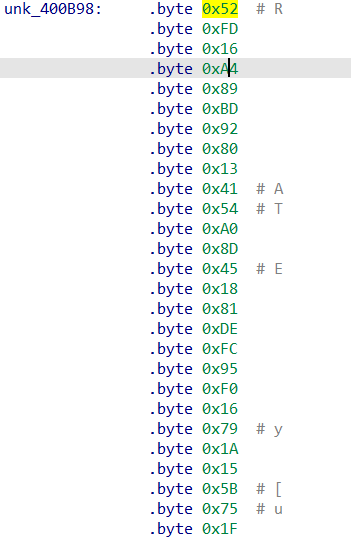 unk_400B98: .byte 0x52 # R
.byte 0xFD
.byte 0x16
.byte 0xA4
.byte 0x89
.byte 0xBD
.byte 0x92
.byte 0x80
.byte 0x13
.byte 0x41 # A
.byte 0x54 # T
.byte 0xA0
.byte 0x8D
.byte 0x45 # E
.byte 0x18
.byte 0x81
.byte 0xDE
.byte 0xFC
.byte 0x95
.byte 0xF0
.byte 0x16
.byte 0x79 # y
.byte 0x1A
.byte 0x15
.byte 0x5B # [
.byte 0x75 # u
.byte 0x1F